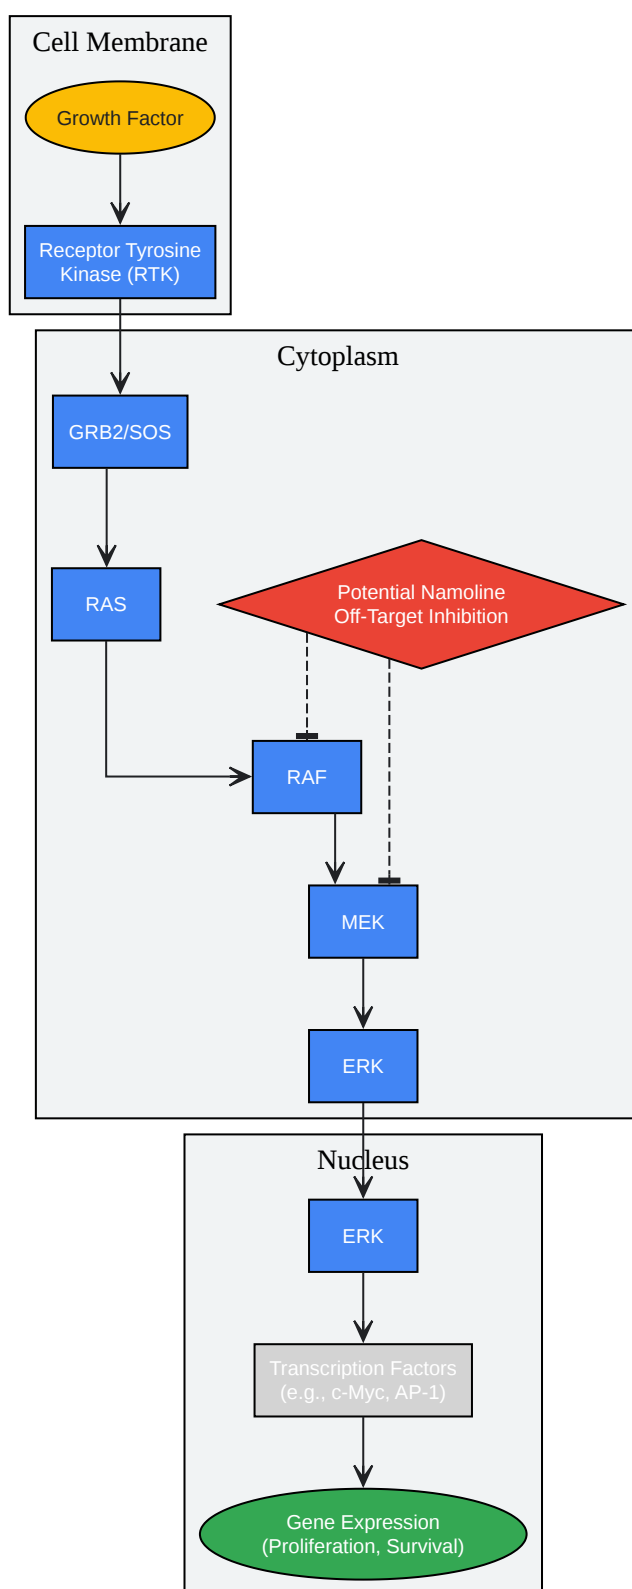 Cell Membrane
Growth Factor
Receptor Tyrosine
Kinase (RTK)
Cytoplasm
GRB2/SOS
RAS
Potential Namoline
Off-Target Inhibition
RAF
MEK
ERK
Nucleus
ERK
Transcription Factors
(e.g., c-Myc, AP-1)
Gene Expression
(Proliferation, Survival)